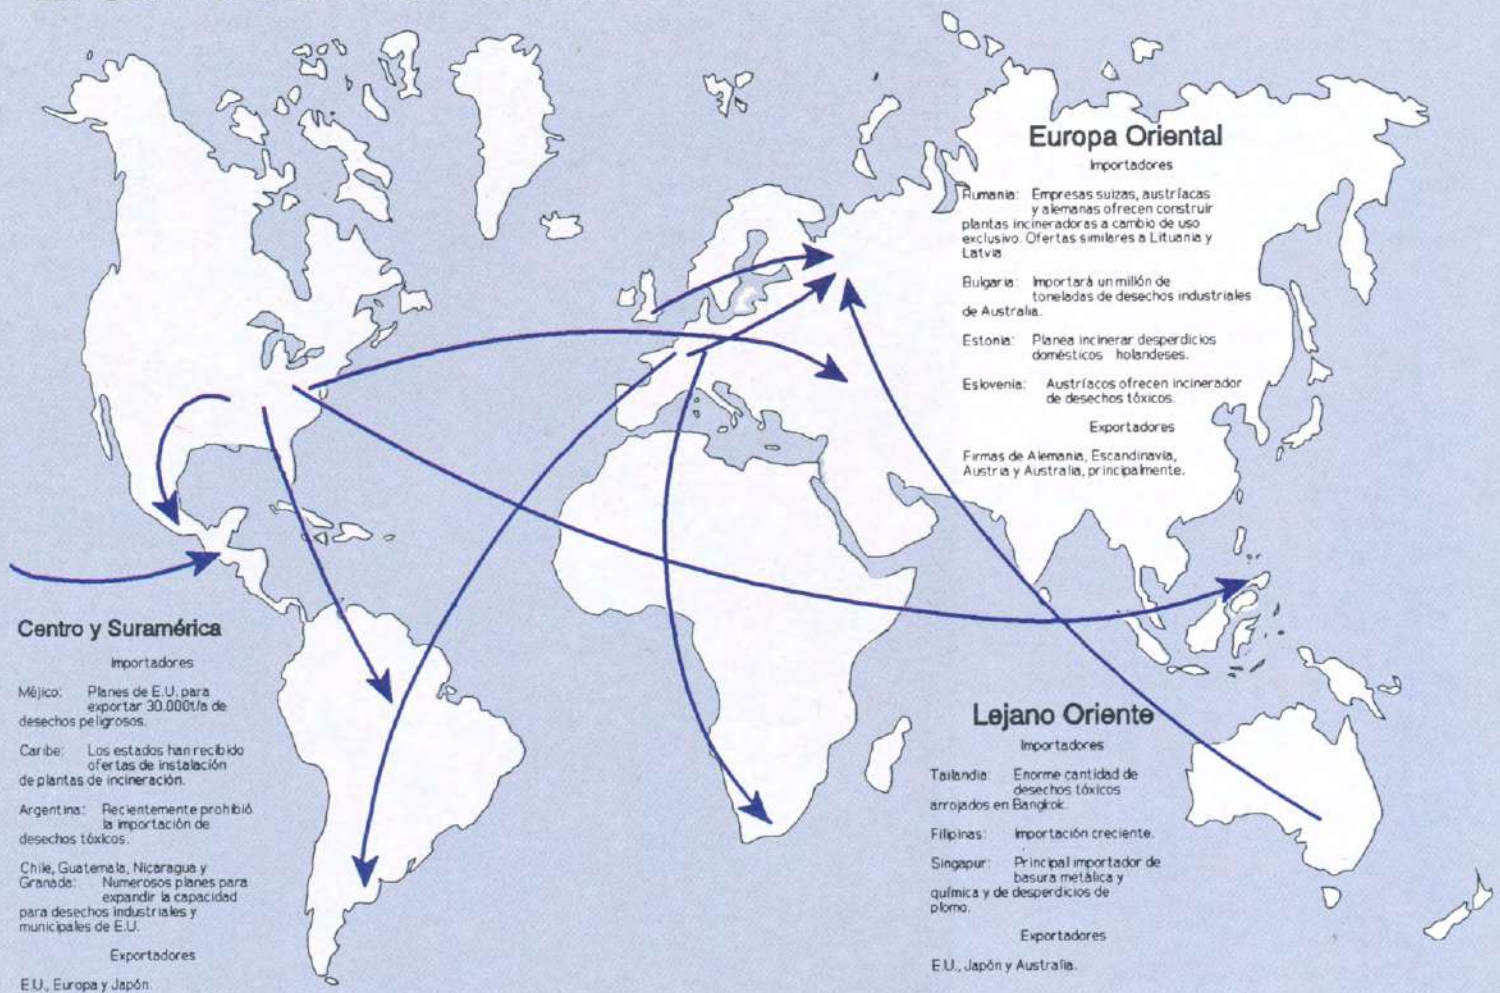 Europa Oriental
Importadores
Rumania: Empresas suizas, austríacas
y alemanas ofrecen construir
plantas incineradoras a cambio de uso
exclusivo. Ofertas similares a Lituania y
Latvia.
Bulgaria: Importará un millón de
toneladas de desechos industriales
de Australia.
Estonia: Planea incinerar desperdicios
domésticos holandeses.
Eslovenia: Austríacos ofrecen incinerador
de desechos tóxicos.
Exportadores
Firmas de Alemania, Escandinavia,
Austria y Australia, principalmente.
Centro y Suramérica
Importadores
Méjico: Planes de E.U. para
exportar 30.000t/a de
desechos peligrosos.
Caribe: Los estados han recibido
ofertas de instalación
de plantas de incineración.
Argentina: Recientemente prohibió
la importación de
desechos tóxicos.
Chile, Guatemala, Nicaragua y
Granada: Numerosos planes para
expandir la capacidad
para desechos industriales y
municipales de E.U.
Exportadores
E.U., Europa y Japón.
Lejano Oriente
Importadores
Tailandia: Enorme cantidad de
desechos tóxicos
arrojados en Bangkok.
Filipinas: Importación creciente.
Singapur: Principal importador de
basura metálica y
química y de desperdicios de
plomo.
Exportadores
E.U., Japón y Australia.